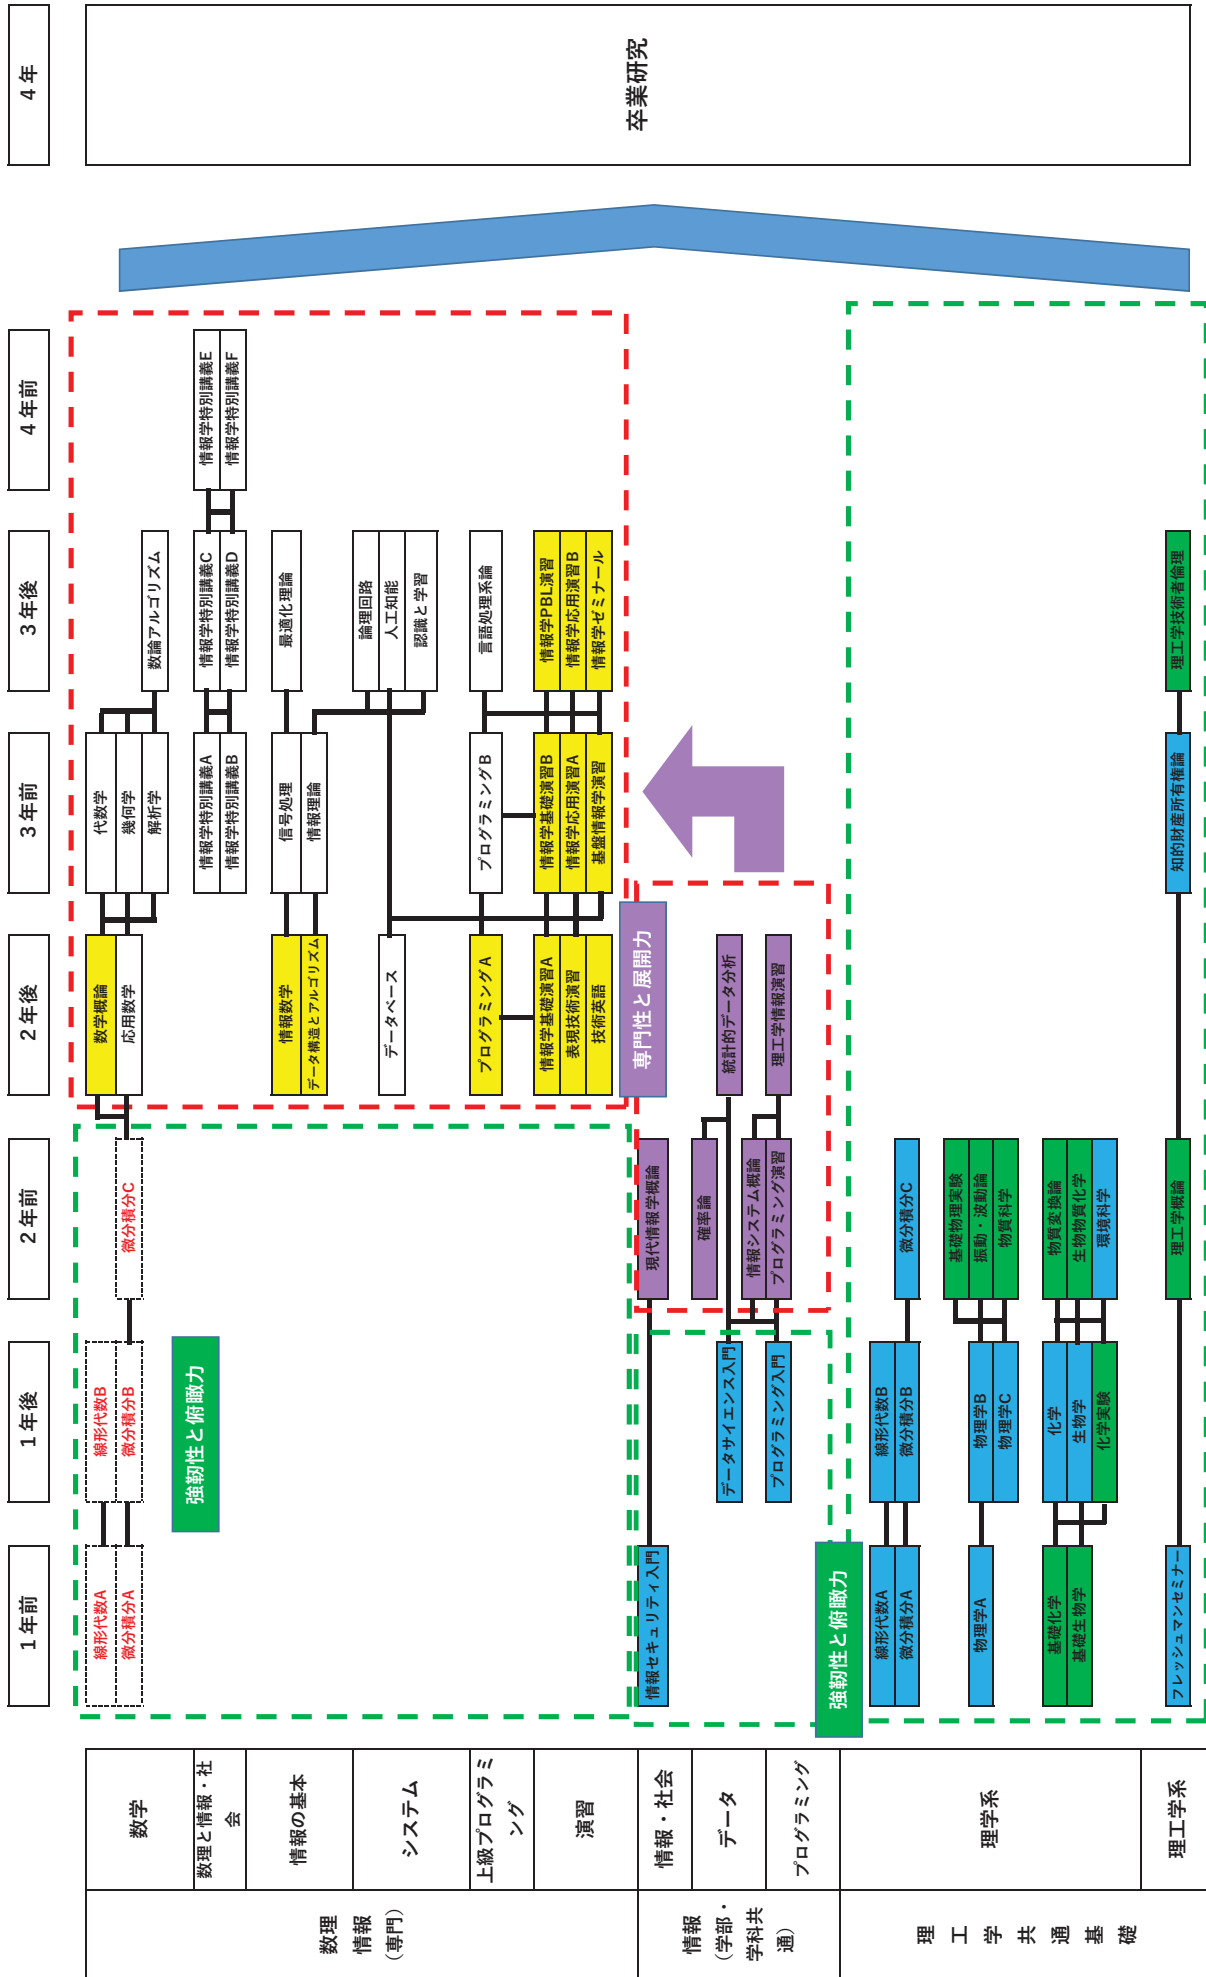 1年前
1年後
2年前
2年後
3年前
3年後
4年前
4年
数理
情報
（専門）
数学
線形代数A
微分積分A
線形代数B
微分積分B
微分積分C
数学概論
応用数学
代数学
幾何学
解析学
数論アルゴリズム
数理と情報・社
会
情報学特別講義A
情報学特別講義B
情報学特別講義C
情報学特別講義D
情報学特別講義E
情報学特別講義F
強靭性と俯瞰力
情報の基本
情報数学
データ構造とアルゴリズム
信号処理
情報理論
最適化理論
システム
データベース
論理回路
人工知能
認識と学習
上級プログラミ
ング
プログラミングA
プログラミングB
言語処理系論
演習
情報学基礎演習A
表現技術演習
技術英語
情報学基礎演習B
情報学応用演習A
基盤情報学演習
情報学PBL演習
情報学応用演習B
情報学ゼミナール
卒業研究
専門性と展開力
情報
（学部・
学科共
通）
情報・社会
情報セキュリティ入門
現代情報学概論
データ
データサイエンス入門
確率論
統計的データ分析
プログラミング
プログラミング入門
情報システム概論
プログラミング演習
理工学情報演習
強靭性と俯瞰力
理工学共通基礎
理学系
線形代数A
微分積分A
線形代数B
微分積分B
微分積分C
物理学A
物理学B
物理学C
基礎物理実験
振動・波動論
物質科学
基礎化学
基礎生物学
化学
生物学
化学実験
物質変換論
生物物質化学
環境科学
理工学系
フレッシュマンセミナー
理工学概論
知的財産所有権論
理工学技術者倫理